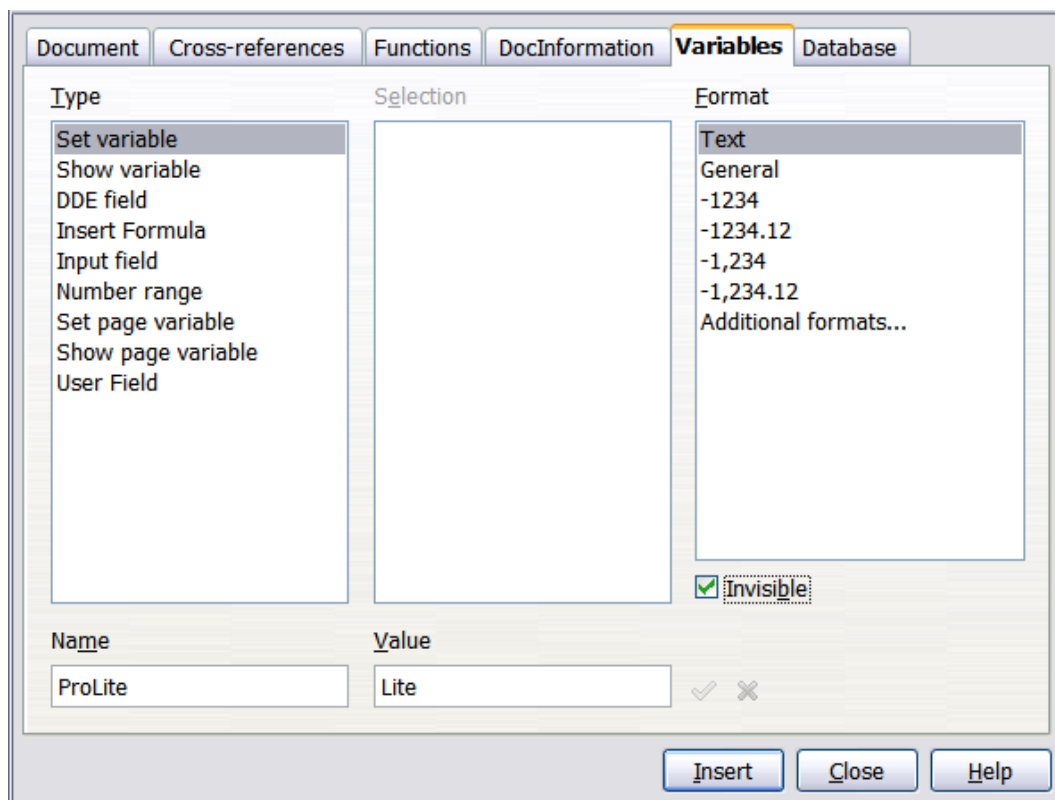 Document Cross-references Functions DocInformation Variables Database
Type Selection Format
Set variable
Show variable
DDE field
Insert Formula
Input field
Number range
Set page variable
Show page variable
User Field
Text
General
-1234
-1234.12
-1,234
-1,234.12
Additional formats...
Invisible
Name Value
ProLite Lite
Insert Close Help